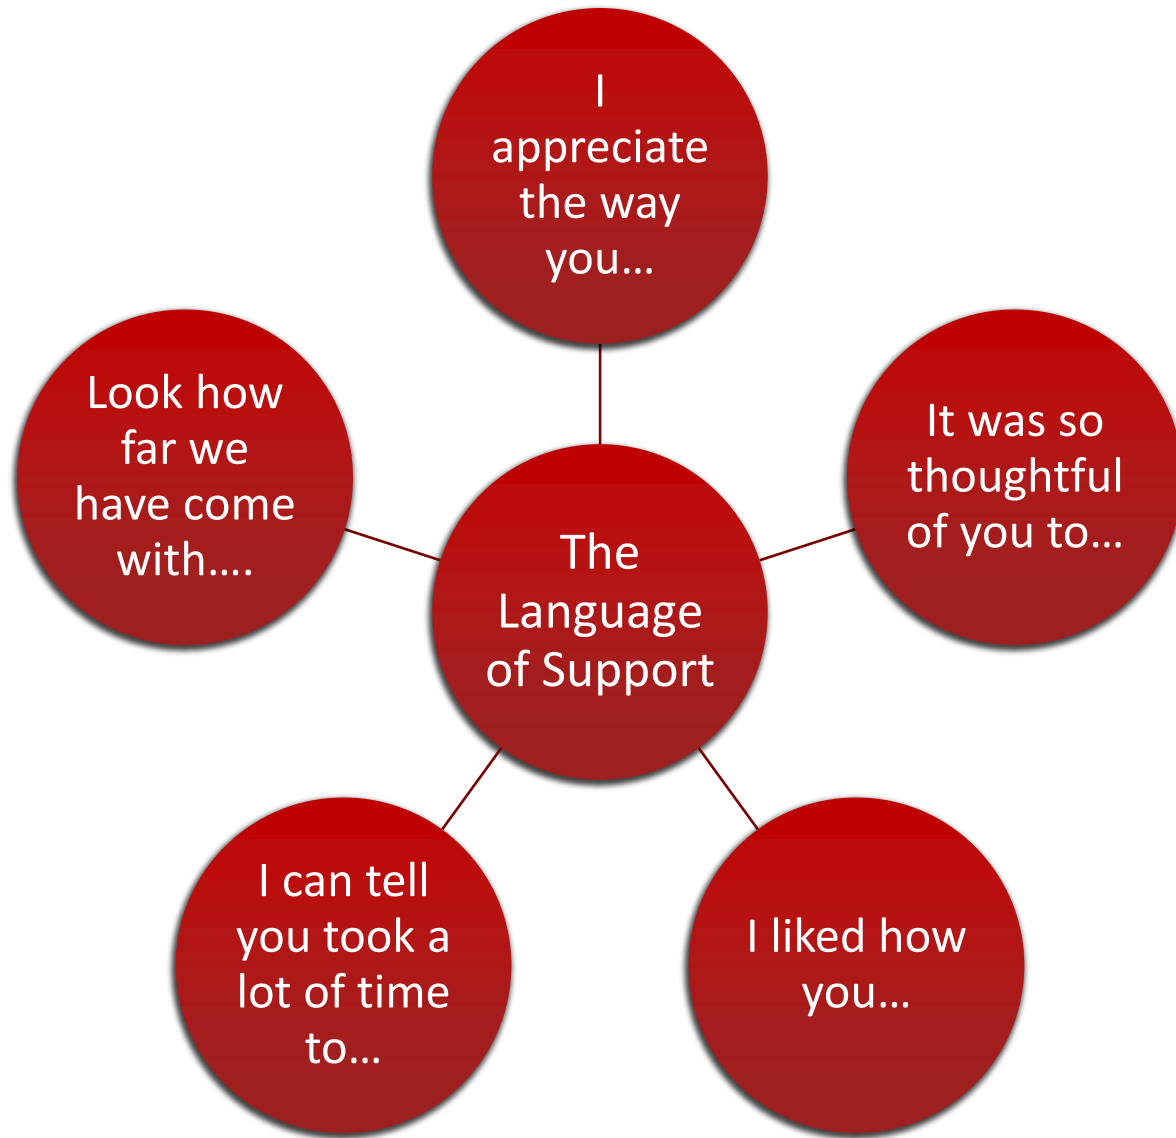 I
appreciate
the way
you…
Look how
far we
have come
with….
It was so
thoughtful
of you to…
The
Language
of Support
I can tell
you took a
lot of time
to…
I liked how
you…